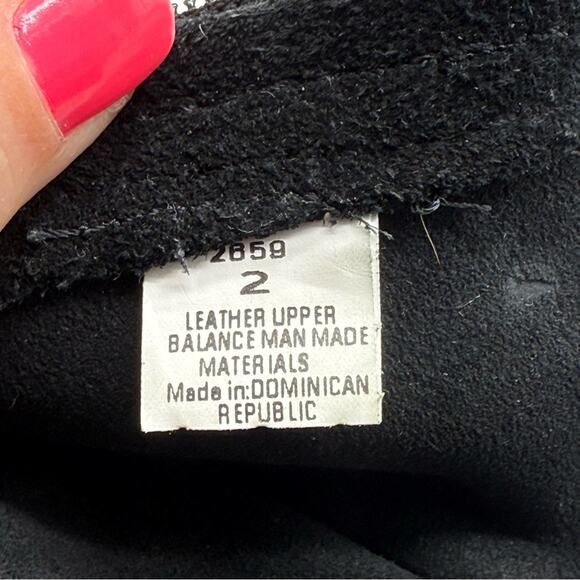 2659
2
LEATHER UPPER
BALANCE MAN MADE
MATERIALS
Made in:DOMINICAN
REPUBLIC